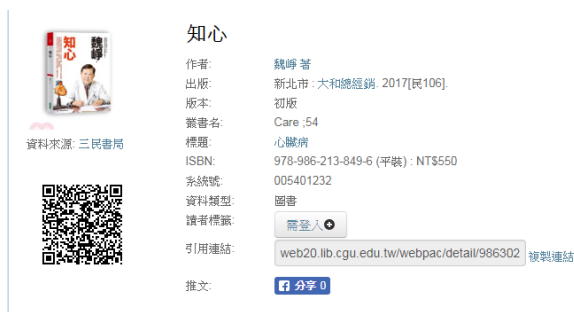 知心
知心
魏崢
資料來源: 三民書局
作者: 魏崢 著
出版: 新北市 : 大和總經銷. 2017[民106].
版本: 初版
叢書名: Care ;54
標題: 心臟病
ISBN: 978-986-213-849-6 (平裝) : NT$550
系統號: 005401232
資料類型: 圖書
讀者標籤: 需登入
引用連結: web20.lib.cgu.edu.tw/webpac/detail/986302 複製連結
推文: 分享 0